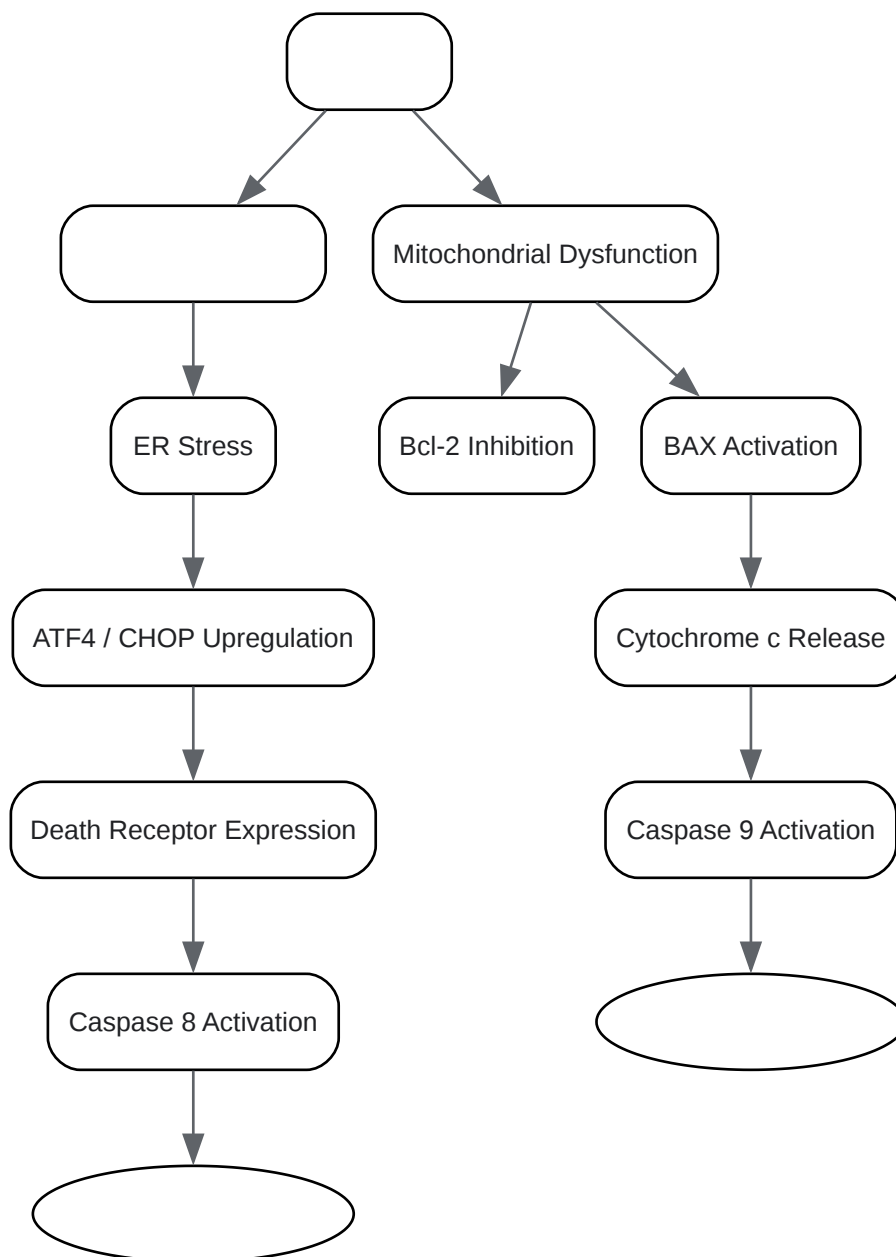 Mitochondrial Dysfunction
ER Stress
Bcl-2 Inhibition
BAX Activation
ATF4 / CHOP Upregulation
Cytochrome c Release
Death Receptor Expression
Caspase 9 Activation
Caspase 8 Activation